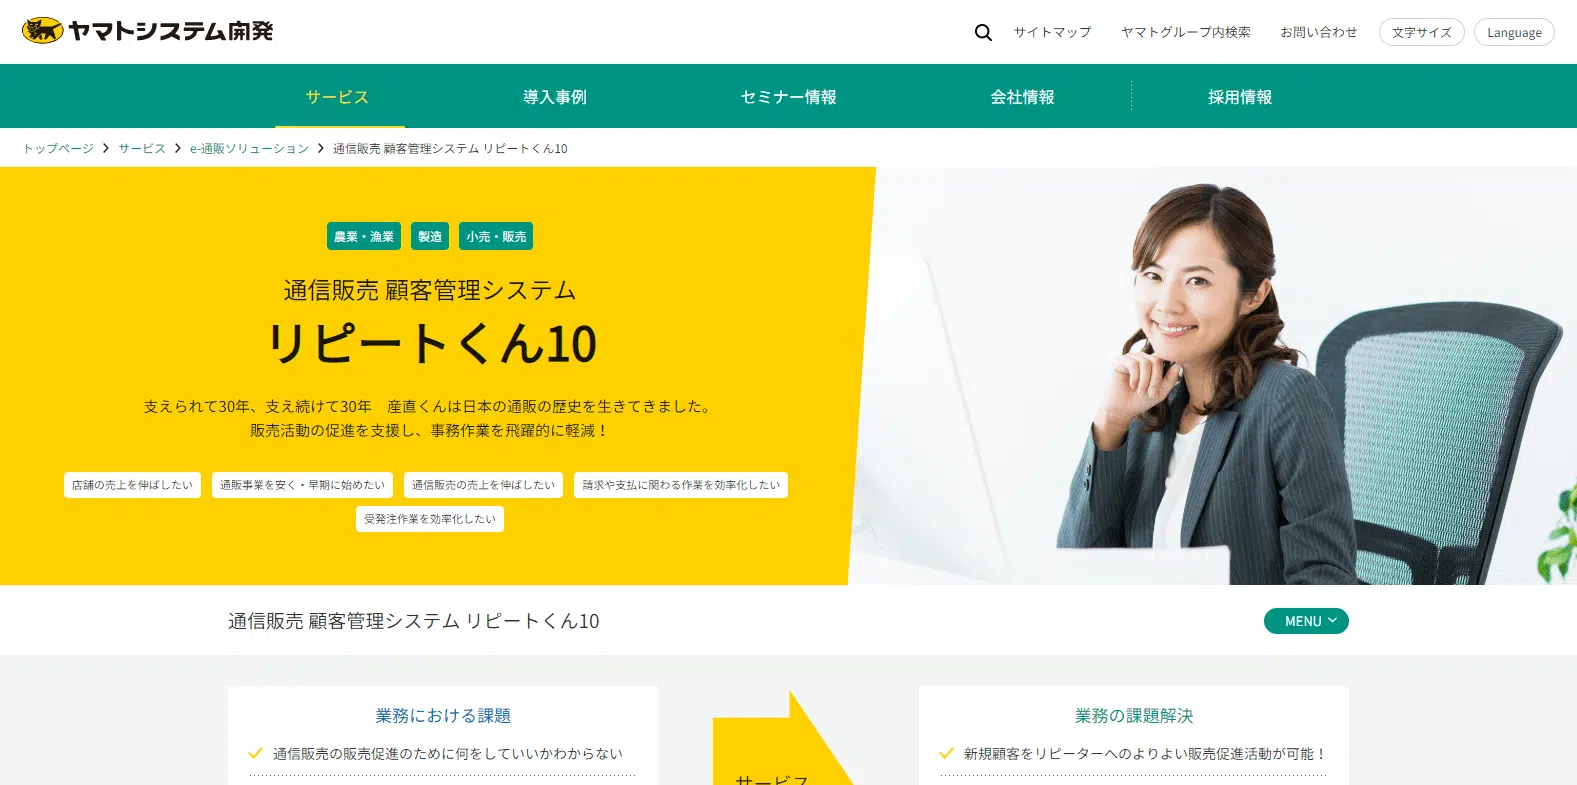 ヤマトシステム開発
サイトマップ
ヤマトグループ内検索
お問い合わせ
文字サイズ
Language
サービス
導入事例
セミナー情報
会社情報
採用情報
トップページ > サービス > e-通販ソリューション > 通信販売 顧客管理システム リピートくん10
農業・漁業
製造
小売・販売
通信販売 顧客管理システム
リピートくん10
支えられて30年、支え続けて30年　産直くんは日本の通販の歴史を生きてきました。
販売活動の促進を支援し、事務作業を飛躍的に軽減！
店舗の売上を伸ばしたい
通販事業を安く・早期に始めたい
通信販売の売上を伸ばしたい
請求や支払に関わる作業を効率化したい
受発注作業を効率化したい
通信販売 顧客管理システム リピートくん10
MENU
業務における課題
通信販売の販売促進のために何をしていいかわからない
サービス
業務の課題解決
新規顧客をリピーターへのよりよい販売促進活動が可能！